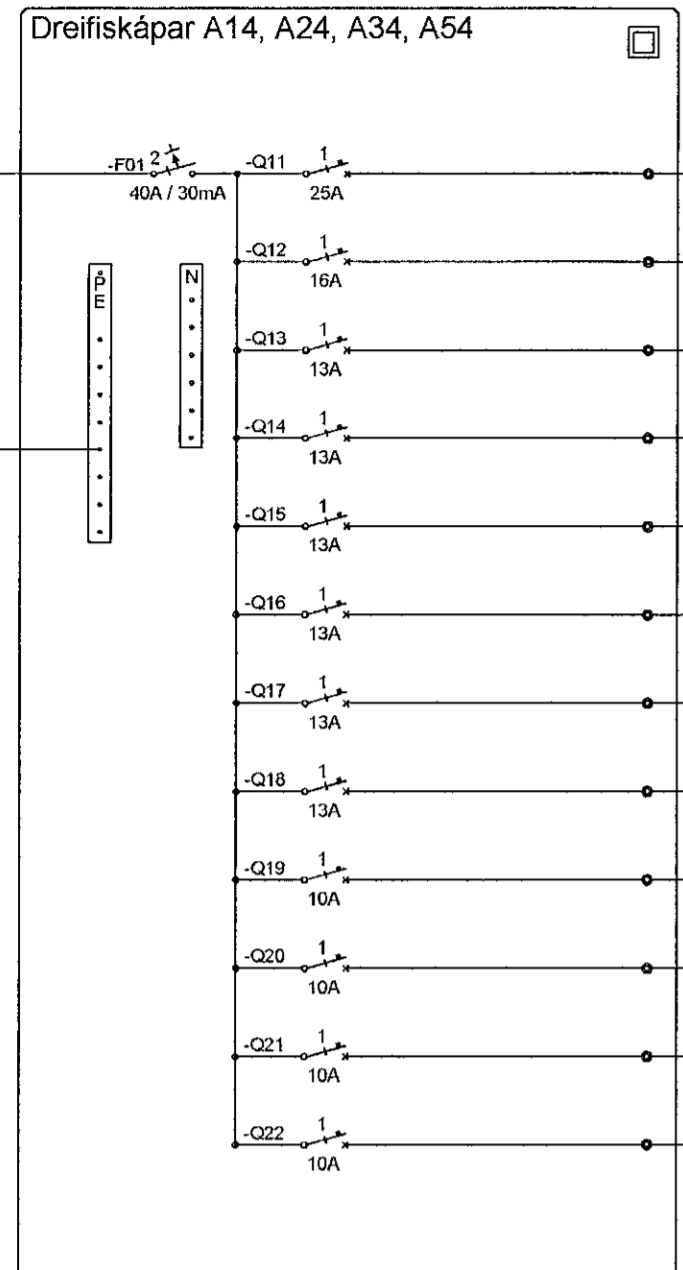 Dreifiskápar A14, A24, A34, A54
-F01 2
40A / 30mA
-Q11 1
25A
-Q12 1
16A
PE
N
-Q13 1
13A
-Q14 1
13A
-Q15 1
13A
-Q16 1
13A
-Q17 1
13A
-Q18 1
13A
-Q19 1
10A
-Q20 1
10A
-Q21 1
10A
-Q22 1
10A